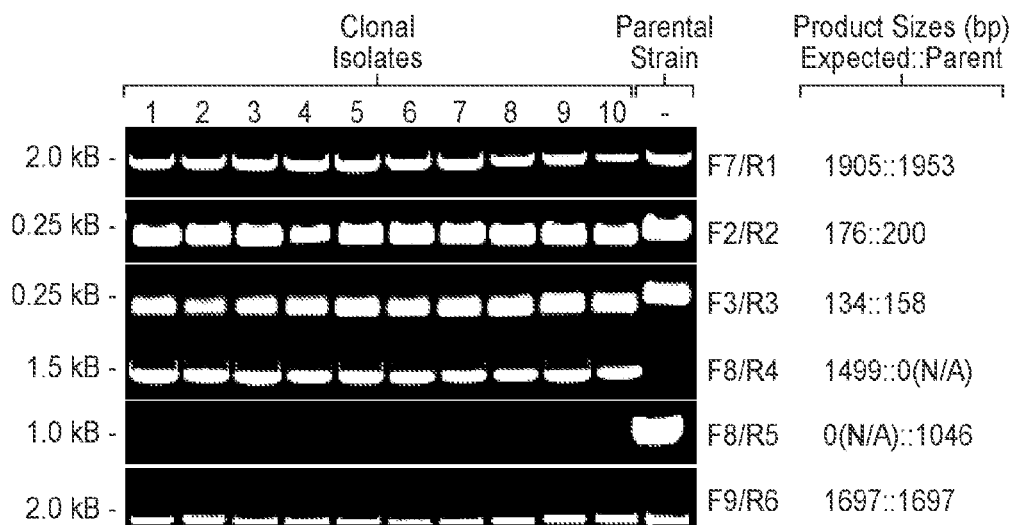 Clonal Isolates Parental Strain Product Sizes (bp) Expected::Parent
1 2 3 4 5 6 7 8 9 10 -
2.0 kB - F7/R1 1905::1953
0.25 kB - F2/R2 176::200
0.25 kB - F3/R3 134::158
1.5 kB - F8/R4 1499::0(N/A)
1.0 kB - F8/R5 0(N/A)::1046
2.0 kB - F9/R6 1697::1697